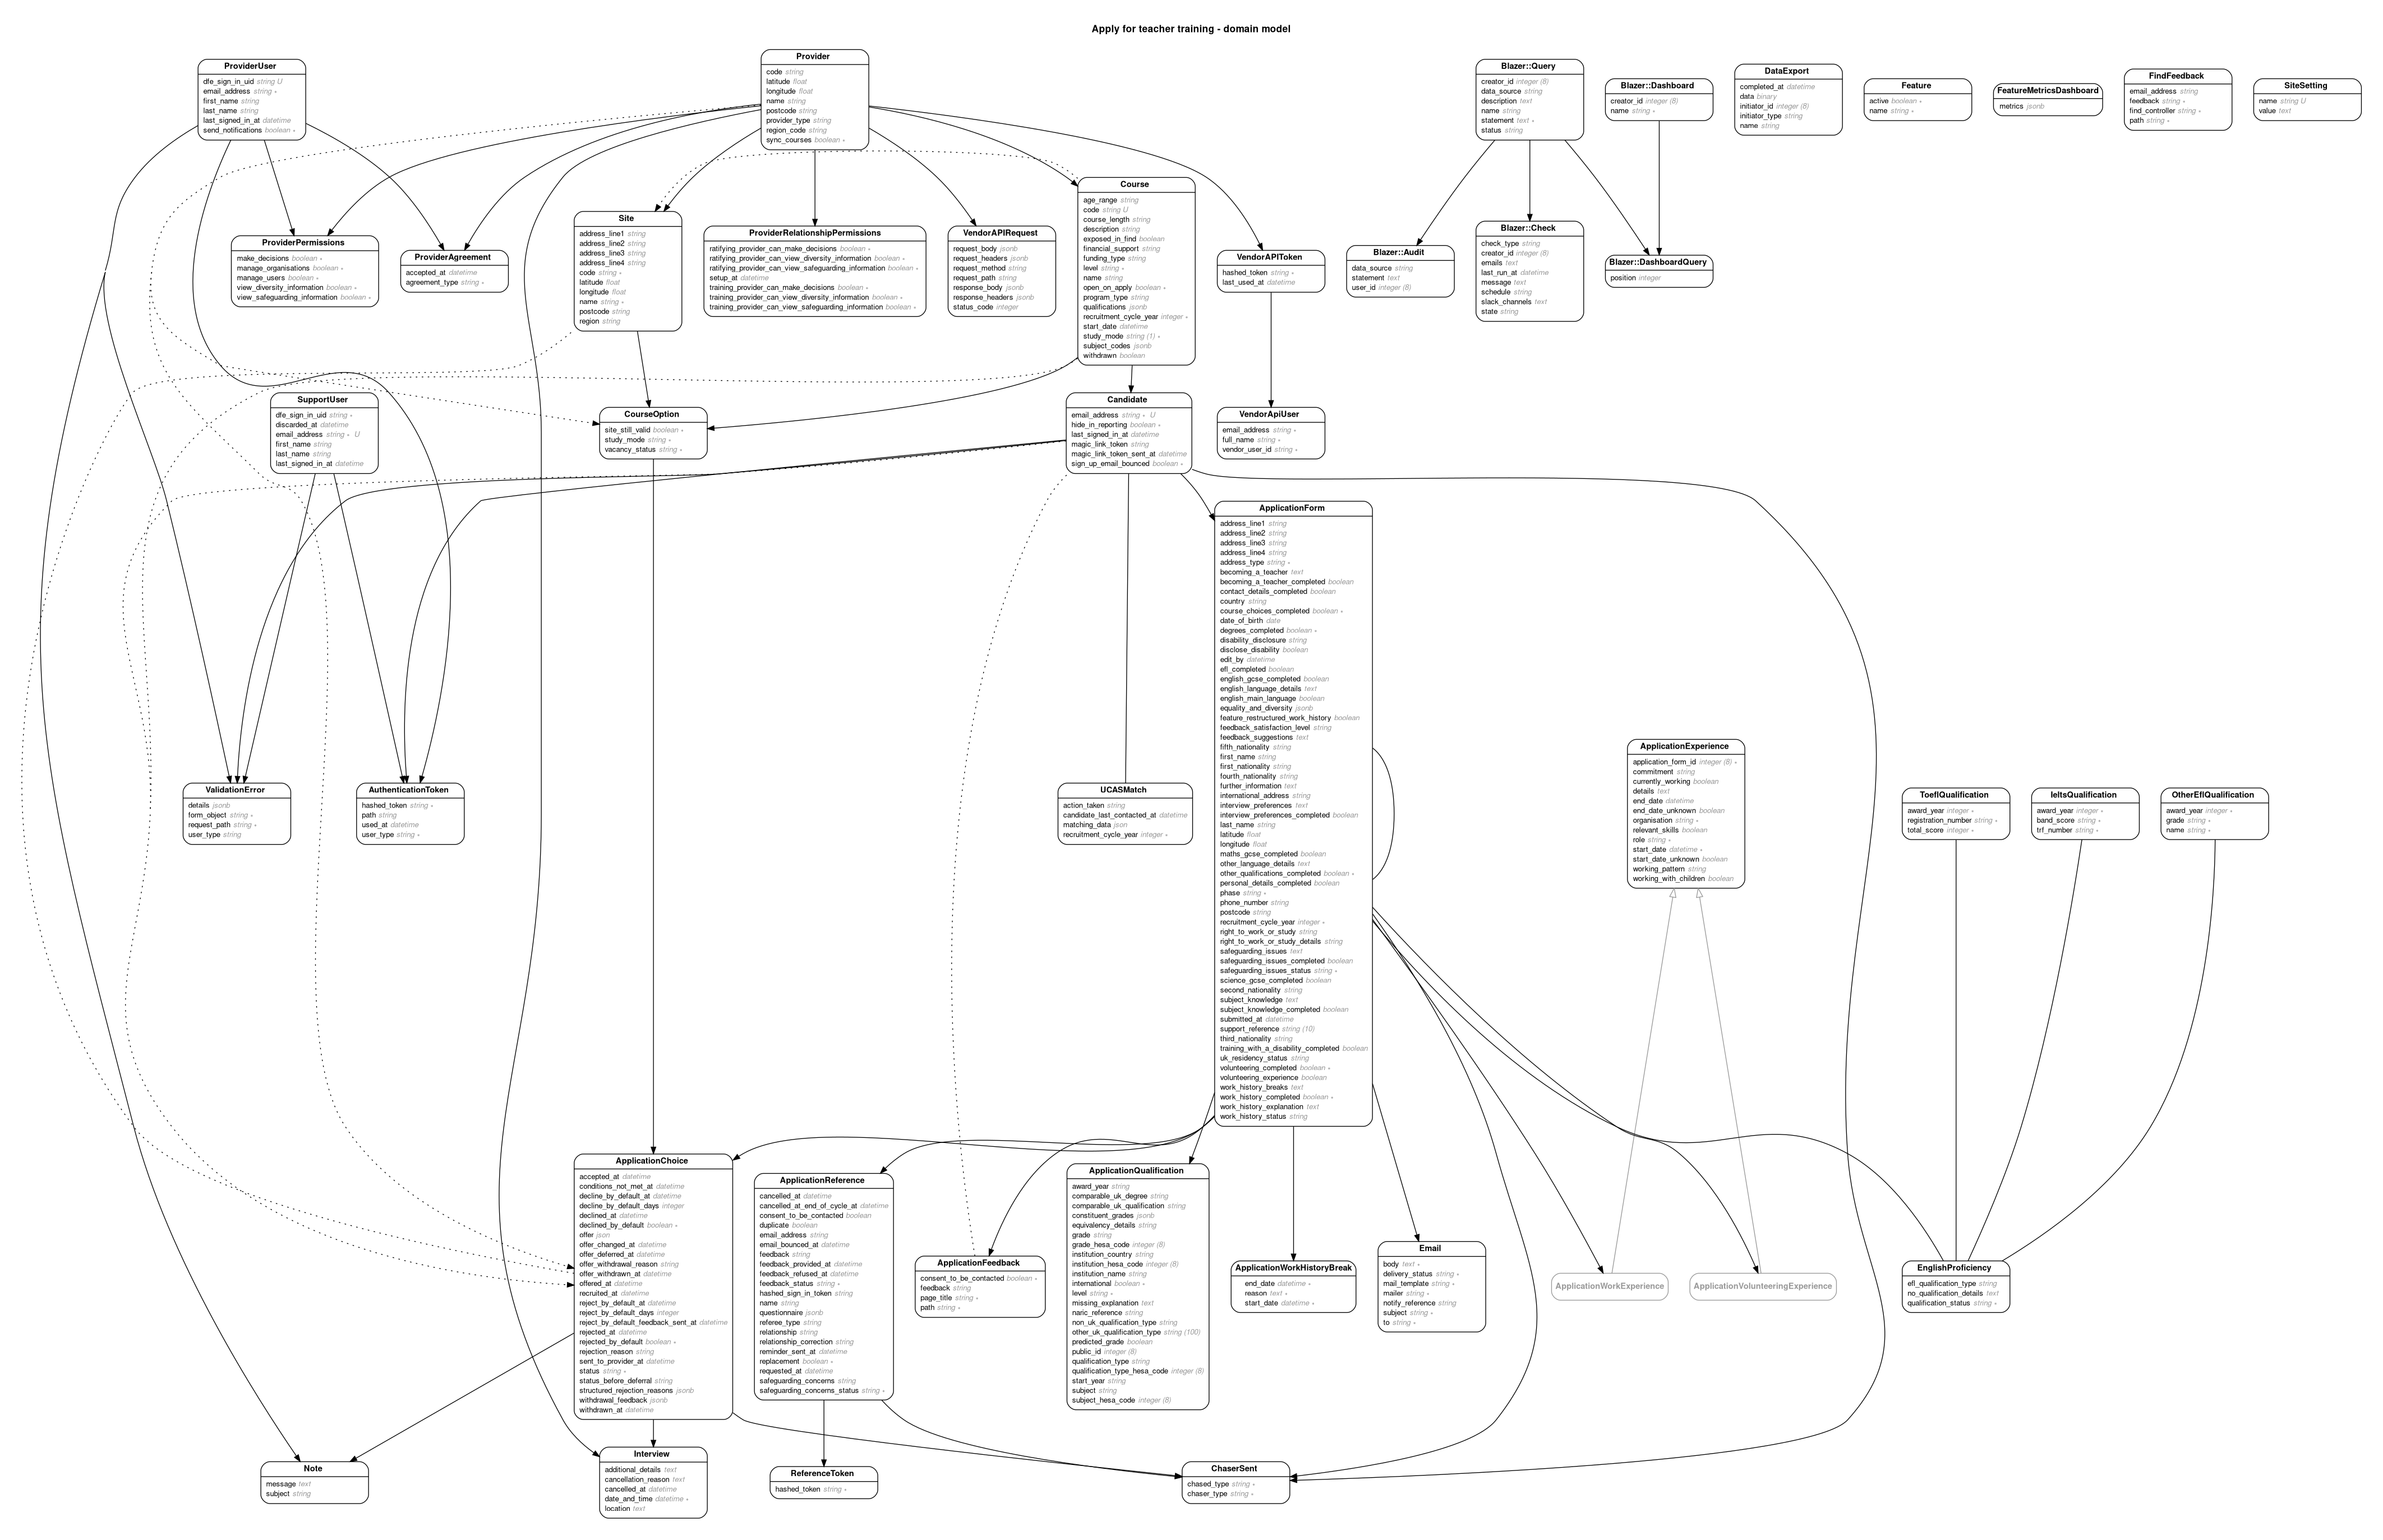 Apply for teacher training - domain model
ProviderUser
dfe_sign_in_uid string U
email_address string ∗
first_name string
last_name string
last_signed_in_at datetime
send_notifications boolean ∗
Provider
code string
latitude float
longitude float
name string
postcode string
provider_type string
region_code string
sync_courses boolean ∗
Blazer::Query
creator_id integer (8)
data_source string
description text
name string
statement text ∗
status string
Blazer::Dashboard
creator_id integer (8)
name string ∗
DataExport
completed_at datetime
data binary
initiator_id integer (8)
initiator_type string
name string
Feature
active boolean ∗
name string ∗
FeatureMetricsDashboard
metrics jsonb
FindFeedback
email_address string
feedback string ∗
find_controller string ∗
path string ∗
SiteSetting
name string U
value text
ProviderPermissions
make_decisions boolean ∗
manage_organisations boolean ∗
manage_users boolean ∗
view_diversity_information boolean ∗
view_safeguarding_information boolean ∗
ProviderAgreement
accepted_at datetime
agreement_type string ∗
Site
address_line1 string
address_line2 string
address_line3 string
address_line4 string
code string ∗
latitude float
longitude float
name string ∗
postcode string
region string
ProviderRelationshipPermissions
ratifying_provider_can_make_decisions boolean ∗
ratifying_provider_can_view_diversity_information boolean ∗
ratifying_provider_can_view_safeguarding_information boolean ∗
setup_at datetime
training_provider_can_make_decisions boolean ∗
training_provider_can_view_diversity_information boolean ∗
training_provider_can_view_safeguarding_information boolean ∗
VendorAPIRequest
request_body jsonb
request_headers jsonb
request_method string
request_path string
response_body jsonb
response_headers jsonb
status_code integer
Course
age_range string
code string U
course_length string
description string
exposed_in_find boolean
financial_support string
funding_type string
level string ∗
name string
open_on_apply boolean ∗
program_type string
qualifications jsonb
recruitment_cycle_year integer ∗
start_date datetime
study_mode string (1) ∗
subject_codes jsonb
withdrawn boolean
VendorAPIToken
hashed_token string ∗
last_used_at datetime
Blazer::Audit
data_source string
statement text
user_id integer (8)
Blazer::Check
check_type string
creator_id integer (8)
emails text
last_run_at datetime
message text
schedule string
slack_channels text
state string
Blazer::DashboardQuery
position integer
SupportUser
dfe_sign_in_uid string ∗
discarded_at datetime
email_address string ∗ U
first_name string
last_name string
last_signed_in_at datetime
CourseOption
site_still_valid boolean ∗
study_mode string ∗
vacancy_status string ∗
Candidate
email_address string ∗ U
hide_in_reporting boolean ∗
last_signed_in_at datetime
magic_link_token string
magic_link_token_sent_at datetime
sign_up_email_bounced boolean ∗
VendorApiUser
email_address string ∗
full_name string ∗
vendor_user_id string ∗
ApplicationForm
address_line1 string
address_line2 string
address_line3 string
address_line4 string
address_type string ∗
becoming_a_teacher text
becoming_a_teacher_completed boolean
contact_details_completed boolean
country string
course_choices_completed boolean ∗
date_of_birth date
degrees_completed boolean ∗
disability_disclosure string
disclose_disability boolean
edit_by datetime
efl_completed boolean
english_gcse_completed boolean
english_language_details text
english_main_language boolean
equality_and_diversity jsonb
feature_restructured_work_history boolean
feedback_satisfaction_level string
feedback_suggestions text
fifth_nationality string
first_name string
first_nationality string
fourth_nationality string
further_information text
international_address string
interview_preferences text
interview_preferences_completed boolean
last_name string
latitude float
longitude float
maths_gcse_completed boolean
other_language_details text
other_qualifications_completed boolean ∗
personal_details_completed boolean
phase string ∗
phone_number string
postcode string
recruitment_cycle_year integer ∗
right_to_work_or_study string
right_to_work_or_study_details string
safeguarding_issues text
safeguarding_issues_completed boolean
safeguarding_issues_status string ∗
science_gcse_completed boolean
second_nationality string
subject_knowledge text
subject_knowledge_completed boolean
submitted_at datetime
support_reference string (10)
third_nationality string
training_with_a_disability_completed boolean
uk_residency_status string
volunteering_completed boolean ∗
volunteering_experience boolean
work_history_breaks text
work_history_completed boolean ∗
work_history_explanation text
work_history_status string
ValidationError
details jsonb
form_object string ∗
request_path string ∗
user_type string
AuthenticationToken
hashed_token string ∗
path string
used_at datetime
user_type string ∗
UCASMatch
action_taken string
candidate_last_contacted_at datetime
matching_data json
recruitment_cycle_year integer ∗
ApplicationExperience
application_form_id integer (8) ∗
commitment string
currently_working boolean
details text
end_date datetime
end_date_unknown boolean
organisation string ∗
relevant_skills boolean
role string ∗
start_date datetime ∗
start_date_unknown boolean
working_pattern string
working_with_children boolean
ToeflQualification
award_year integer ∗
registration_number string ∗
total_score integer ∗
IeltsQualification
award_year integer ∗
band_score string ∗
trf_number string ∗
OtherEflQualification
award_year integer ∗
grade string ∗
name string ∗
ApplicationChoice
accepted_at datetime
conditions_not_met_at datetime
decline_by_default_at datetime
decline_by_default_days integer
declined_at datetime
declined_by_default boolean ∗
offer json
offer_changed_at datetime
offer_deferred_at datetime
offer_withdrawal_reason string
offer_withdrawn_at datetime
offered_at datetime
recruited_at datetime
reject_by_default_at datetime
reject_by_default_days integer
reject_by_default_feedback_sent_at datetime
rejected_at datetime
rejected_by_default boolean ∗
rejection_reason string
sent_to_provider_at datetime
status string ∗
status_before_deferral string
structured_rejection_reasons jsonb
withdrawal_feedback jsonb
withdrawn_at datetime
ApplicationReference
cancelled_at datetime
cancelled_at_end_of_cycle_at datetime
consent_to_be_contacted boolean
duplicate boolean
email_address string
email_bounced_at datetime
feedback string
feedback_provided_at datetime
feedback_refused_at datetime
feedback_status string ∗
hashed_sign_in_token string
name string
questionnaire jsonb
referee_type string
relationship string
relationship_correction string
reminder_sent_at datetime
replacement boolean ∗
requested_at datetime
safeguarding_concerns string
safeguarding_concerns_status string ∗
ApplicationFeedback
consent_to_be_contacted boolean ∗
feedback string
page_title string ∗
path string ∗
ApplicationQualification
award_year string
comparable_uk_degree string
comparable_uk_qualification string
constituent_grades jsonb
equivalency_details string
grade string
grade_hesa_code integer (8)
institution_country string
institution_hesa_code integer (8)
institution_name string
international boolean ∗
level string ∗
missing_explanation text
naric_reference string
non_uk_qualification_type string
other_uk_qualification_type string (100)
predicted_grade boolean
public_id integer (8)
qualification_type string
qualification_type_hesa_code integer (8)
start_year string
subject string
subject_hesa_code integer (8)
ApplicationWorkHistoryBreak
end_date datetime ∗
reason text ∗
start_date datetime ∗
Email
body text ∗
delivery_status string ∗
mail_template string ∗
mailer string ∗
notify_reference string
subject string ∗
to string ∗
ApplicationWorkExperience
ApplicationVolunteeringExperience
EnglishProficiency
efl_qualification_type string
no_qualification_details text
qualification_status string ∗
Note
message text
subject string
Interview
additional_details text
cancellation_reason text
cancelled_at datetime
date_and_time datetime ∗
location text
ReferenceToken
hashed_token string ∗
ChaserSent
chased_type string ∗
chaser_type string ∗